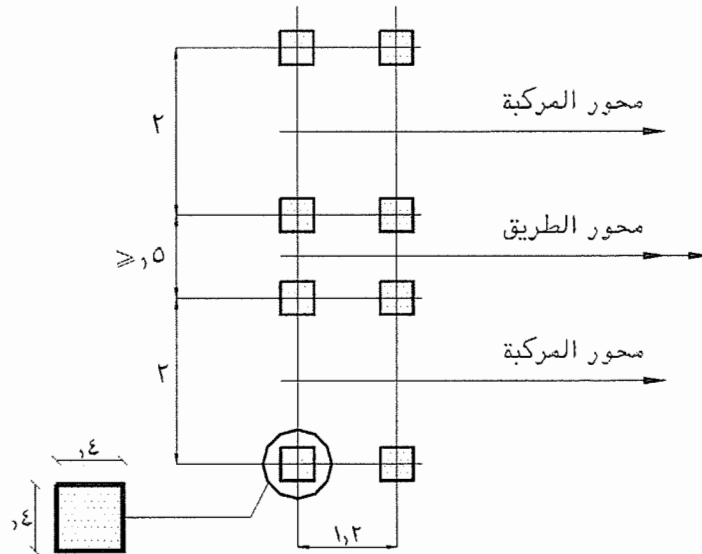 محور المركبة
٢
محور الطريق
⩾,٥
محور المركبة
٢
,٤
,٤
١,٢